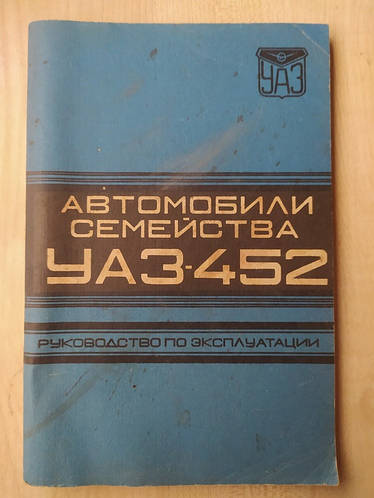 УАЗ
АВТОМОБИЛИ
СЕМЕЙСТВА
УАЗ-452
РУКОВОДСТВО ПО ЭКСПЛУАТАЦИИ